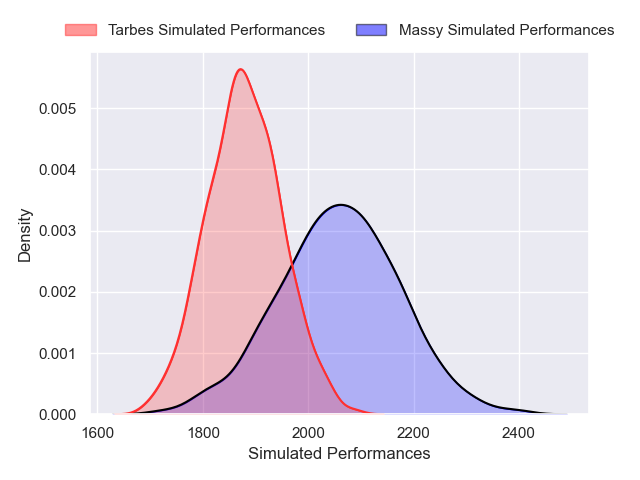 Tarbes Simulated Performances
Massy Simulated Performances
0.005
0.004
0.003
0.002
0.001
0.000
Density
1600
1800
2000
2200
2400
Simulated Performances